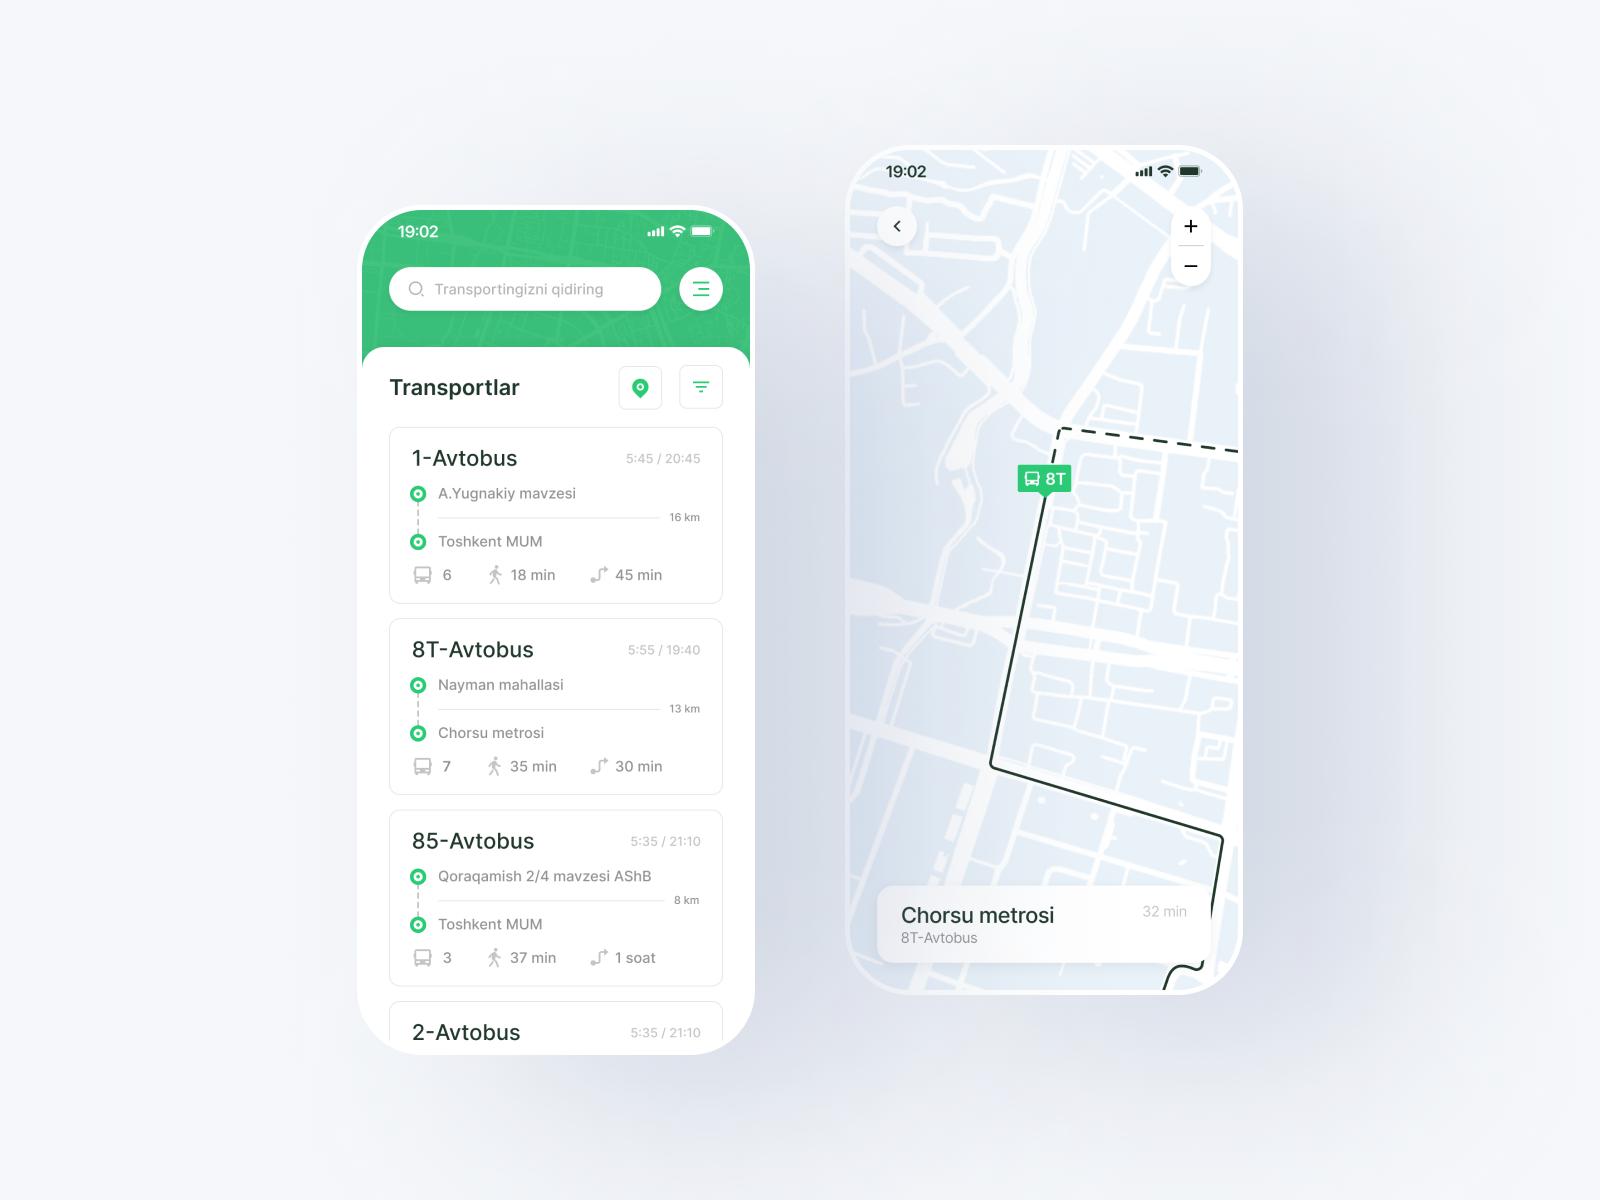 19:02
Transportingizni qidiring
Transportlar
1-Avtobus
5:45 / 20:45
A.Yugnakiy mavzesi
16 km
Toshkent MUM
6
18 min
45 min
8T-Avtobus
5:55 / 19:40
Nayman mahallasi
13 km
Chorsu metrosi
7
35 min
30 min
85-Avtobus
5:35 / 21:10
Qoraqamish 2/4 mavzesi AShB
8 km
Toshkent MUM
3
37 min
1 soat
2-Avtobus
5:35 / 21:10
19:02
8T
Chorsu metrosi
32 min
8T-Avtobus